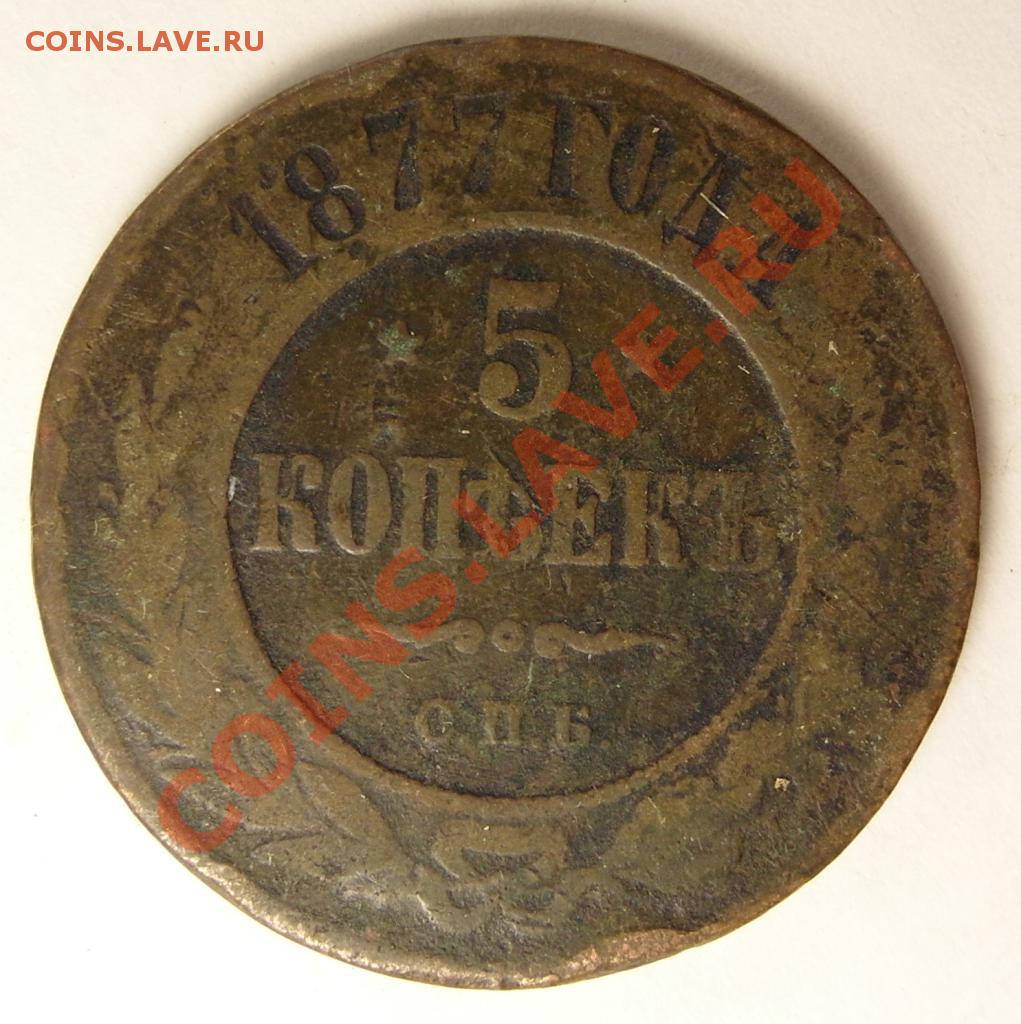 COINS.LAVE.RU
1877 ГОДА
5
КОПѢЕКЪ
С.П.Б.
COINS.LAVE.RU